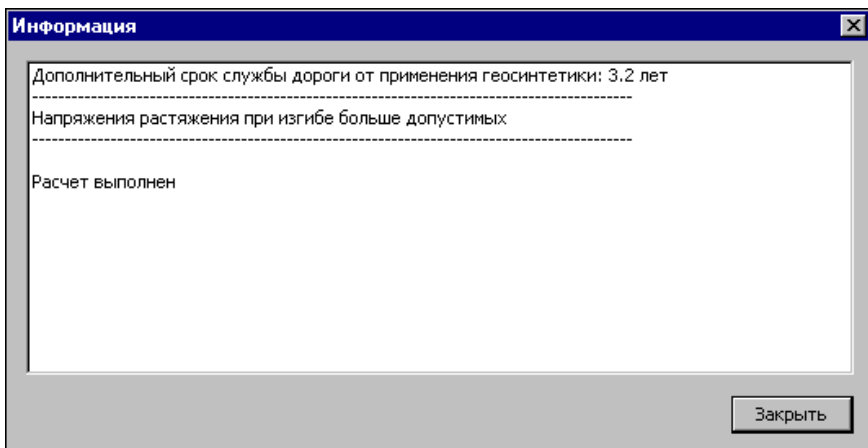 Информация
Дополнительный срок службы дороги от применения геосинтетики: 3.2 лет
--------------------------------------------------------------------------------------------
Напряжения растяжения при изгибе больше допустимых
--------------------------------------------------------------------------------------------
Расчет выполнен
Закрыть